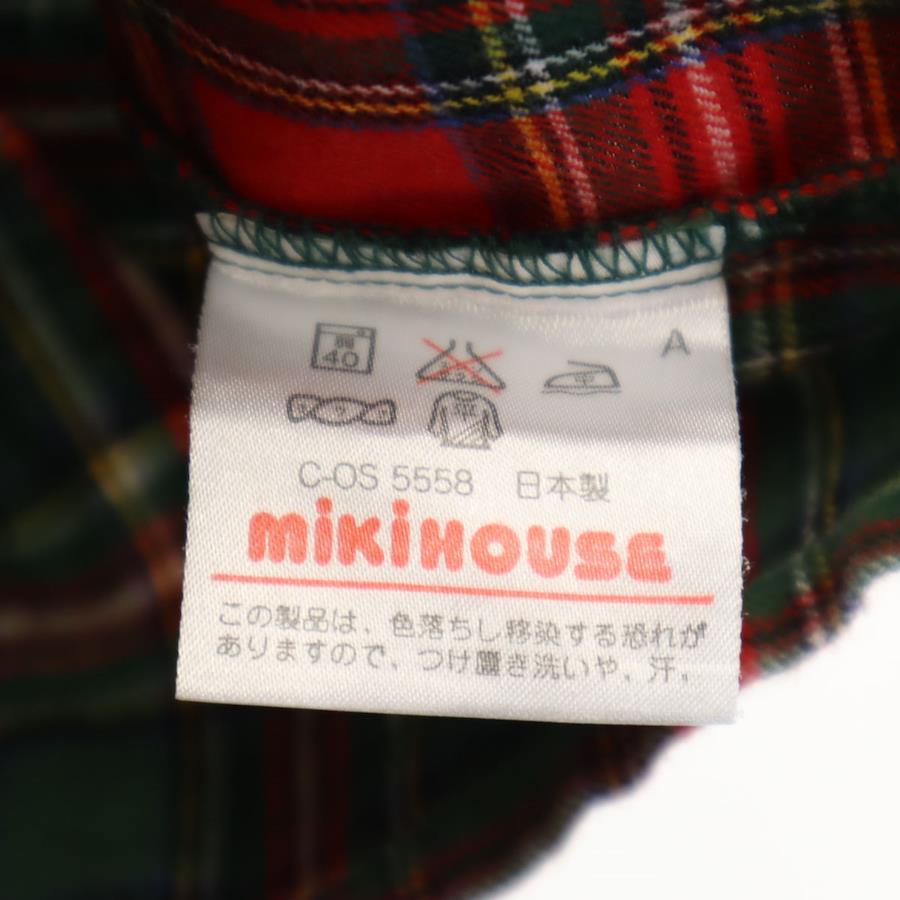 A
40
C-OS 5558 日本製
mikiHOUSE
この製品は、色落ちし移染する恐れが
ありますので、つけ置き洗いや、汗、